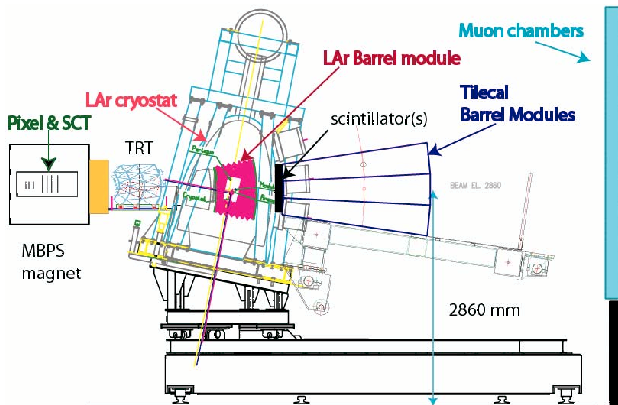 Muon chambers
LAr Barrel module
LAr cryostat
Tilecal
Barrel Modules
scintillator(s)
Pixel & SCT
TRT
BEAM EL. 2860
MBPS
magnet
2860 mm